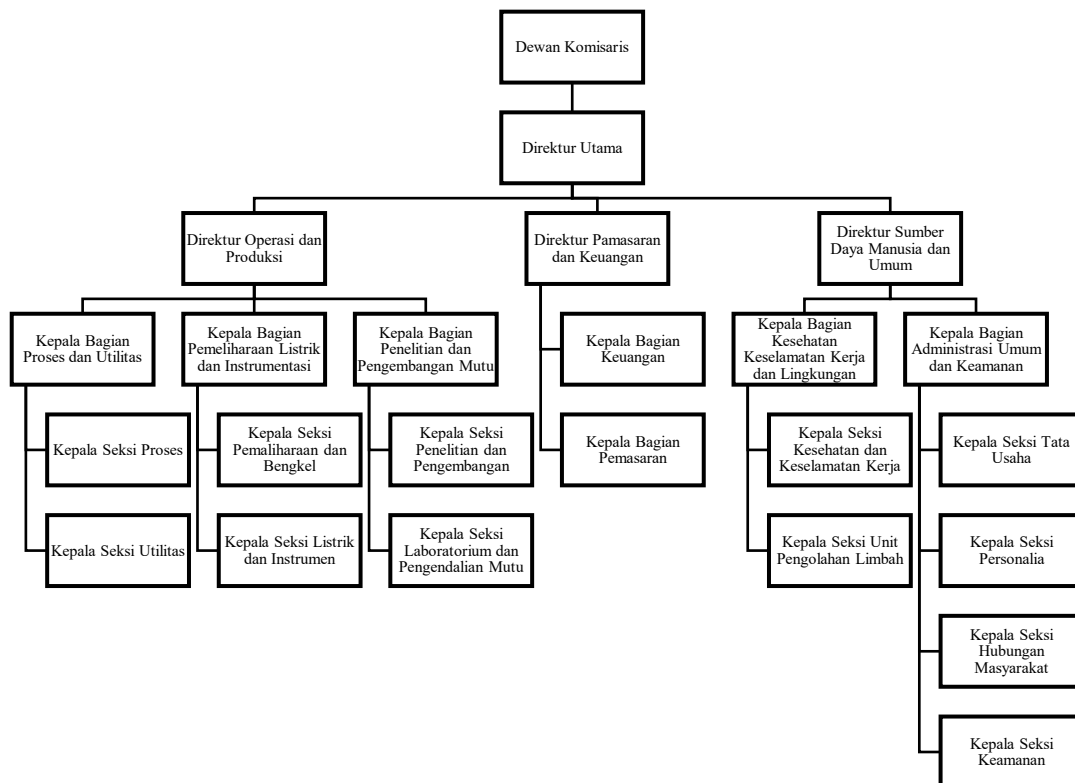 Dewan Komisaris
Direktur Utama
Direktur Operasi dan
Produksi
Direktur Pamasaran
dan Keuangan
Direktur Sumber
Daya Manusia dan
Umum
Kepala Bagian
Proses dan Utilitas
Kepala Bagian
Pemeliharaan Listrik
dan Instrumentasi
Kepala Bagian
Penelitian dan
Pengembangan Mutu
Kepala Bagian
Keuangan
Kepala Bagian
Kesehatan
Keselamatan Kerja
dan Lingkungan
Kepala Bagian
Administrasi Umum
dan Keamanan
Kepala Seksi Proses
Kepala Seksi
Pemaliharaan dan
Bengkel
Kepala Seksi
Penelitian dan
Pengembangan
Kepala Bagian
Pemasaran
Kepala Seksi
Kesehatan dan
Keselamatan Kerja
Kepala Seksi Tata
Usaha
Kepala Seksi Utilitas
Kepala Seksi Listrik
dan Instrumen
Kepala Seksi
Laboratorium dan
Pengendalian Mutu
Kepala Seksi Unit
Pengolahan Limbah
Kepala Seksi
Personalia
Kepala Seksi
Hubungan
Masyarakat
Kepala Seksi
Keamanan